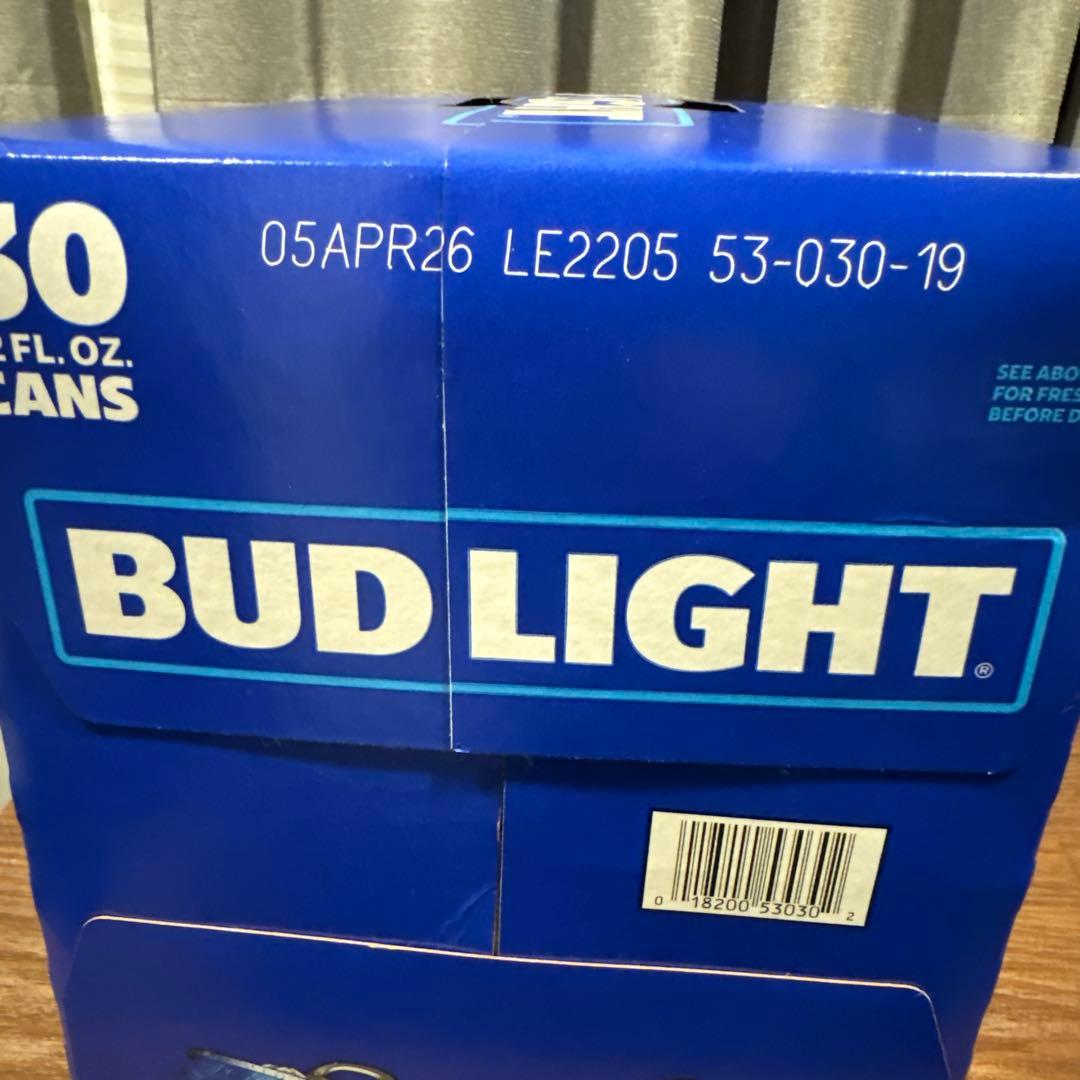 05APR26 LE2205 53-030-19
30
FL. OZ.
CANS
SEE ABO
FOR FRES
BEFORE D
BUD LIGHT®
0 18200 53030 2